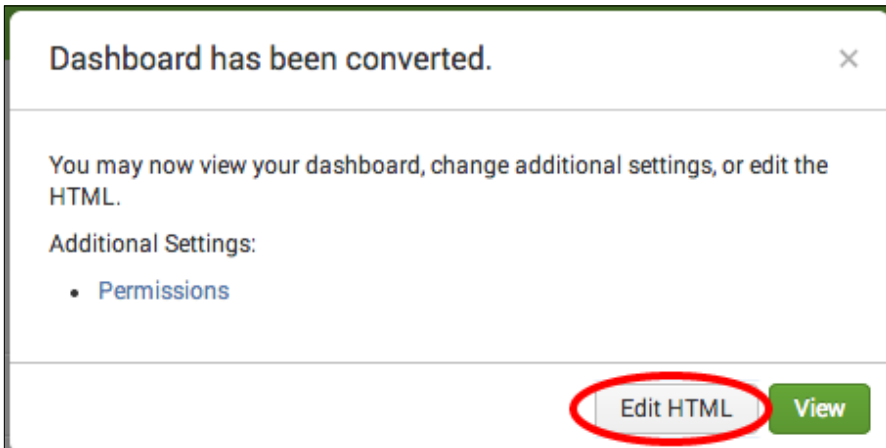 Dashboard has been converted.
×
You may now view your dashboard, change additional settings, or edit the
HTML.
Additional Settings:
• Permissions
Edit HTML View